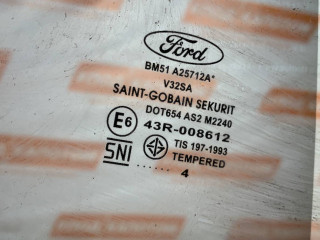 Ford
BM51 A25712A*
V32SA
SAINT-GOBAIN SEKURIT
DOT654 AS2 M2240
E6 43R-008612
SNI TIS 197-1993
TEMPERED
...... 4